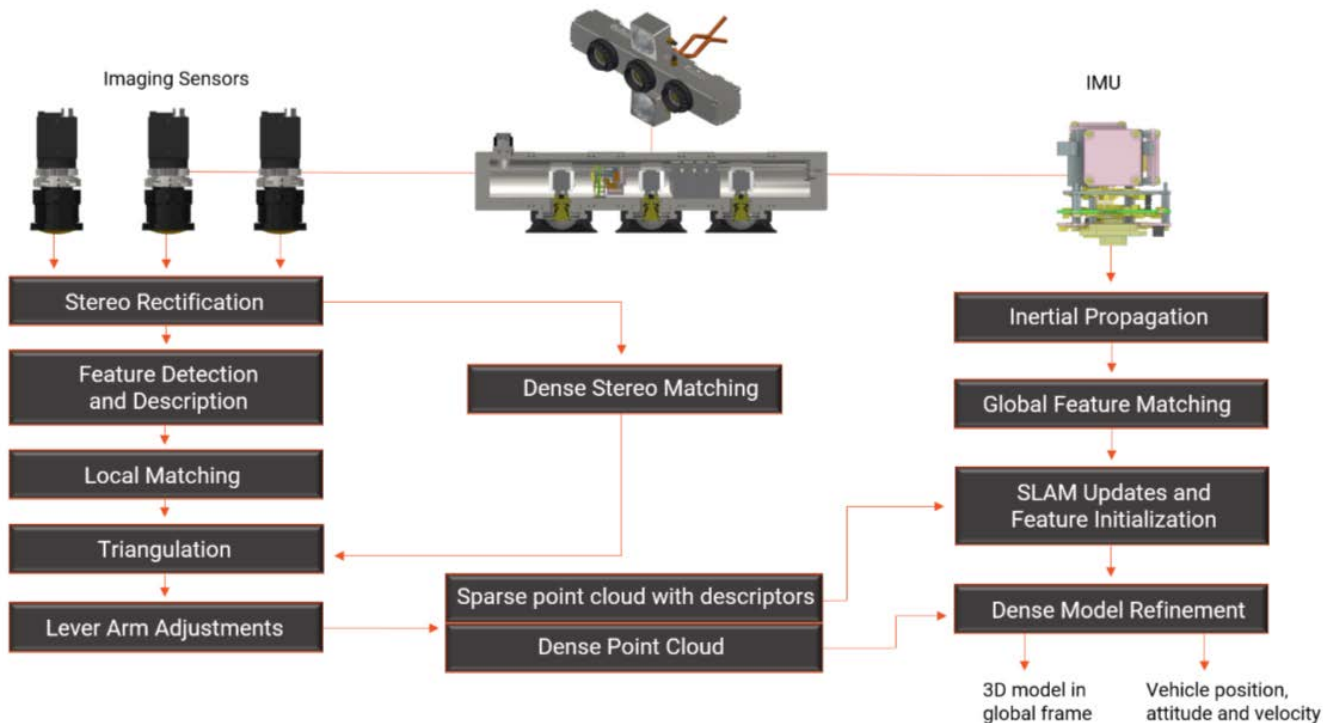 Imaging Sensors
IMU
Stereo Rectification
Feature Detection
and Description
Local Matching
Triangulation
Lever Arm Adjustments
Dense Stereo Matching
Sparse point cloud with descriptors
Dense Point Cloud
Inertial Propagation
Global Feature Matching
SLAM Updates and
Feature Initialization
Dense Model Refinement
3D model in
global frame
Vehicle position,
attitude and velocity